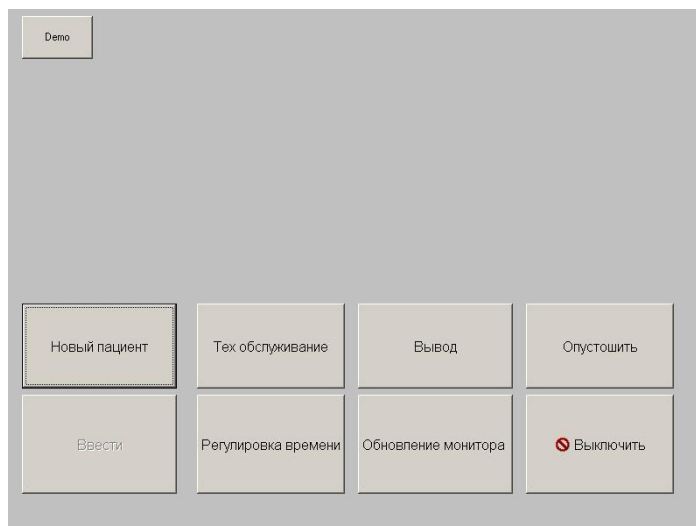 Demo
Новый пациент
Тех обслуживание
Вывод
Опустошить
Ввести
Регулировка времени
Обновление монитора
Выключить